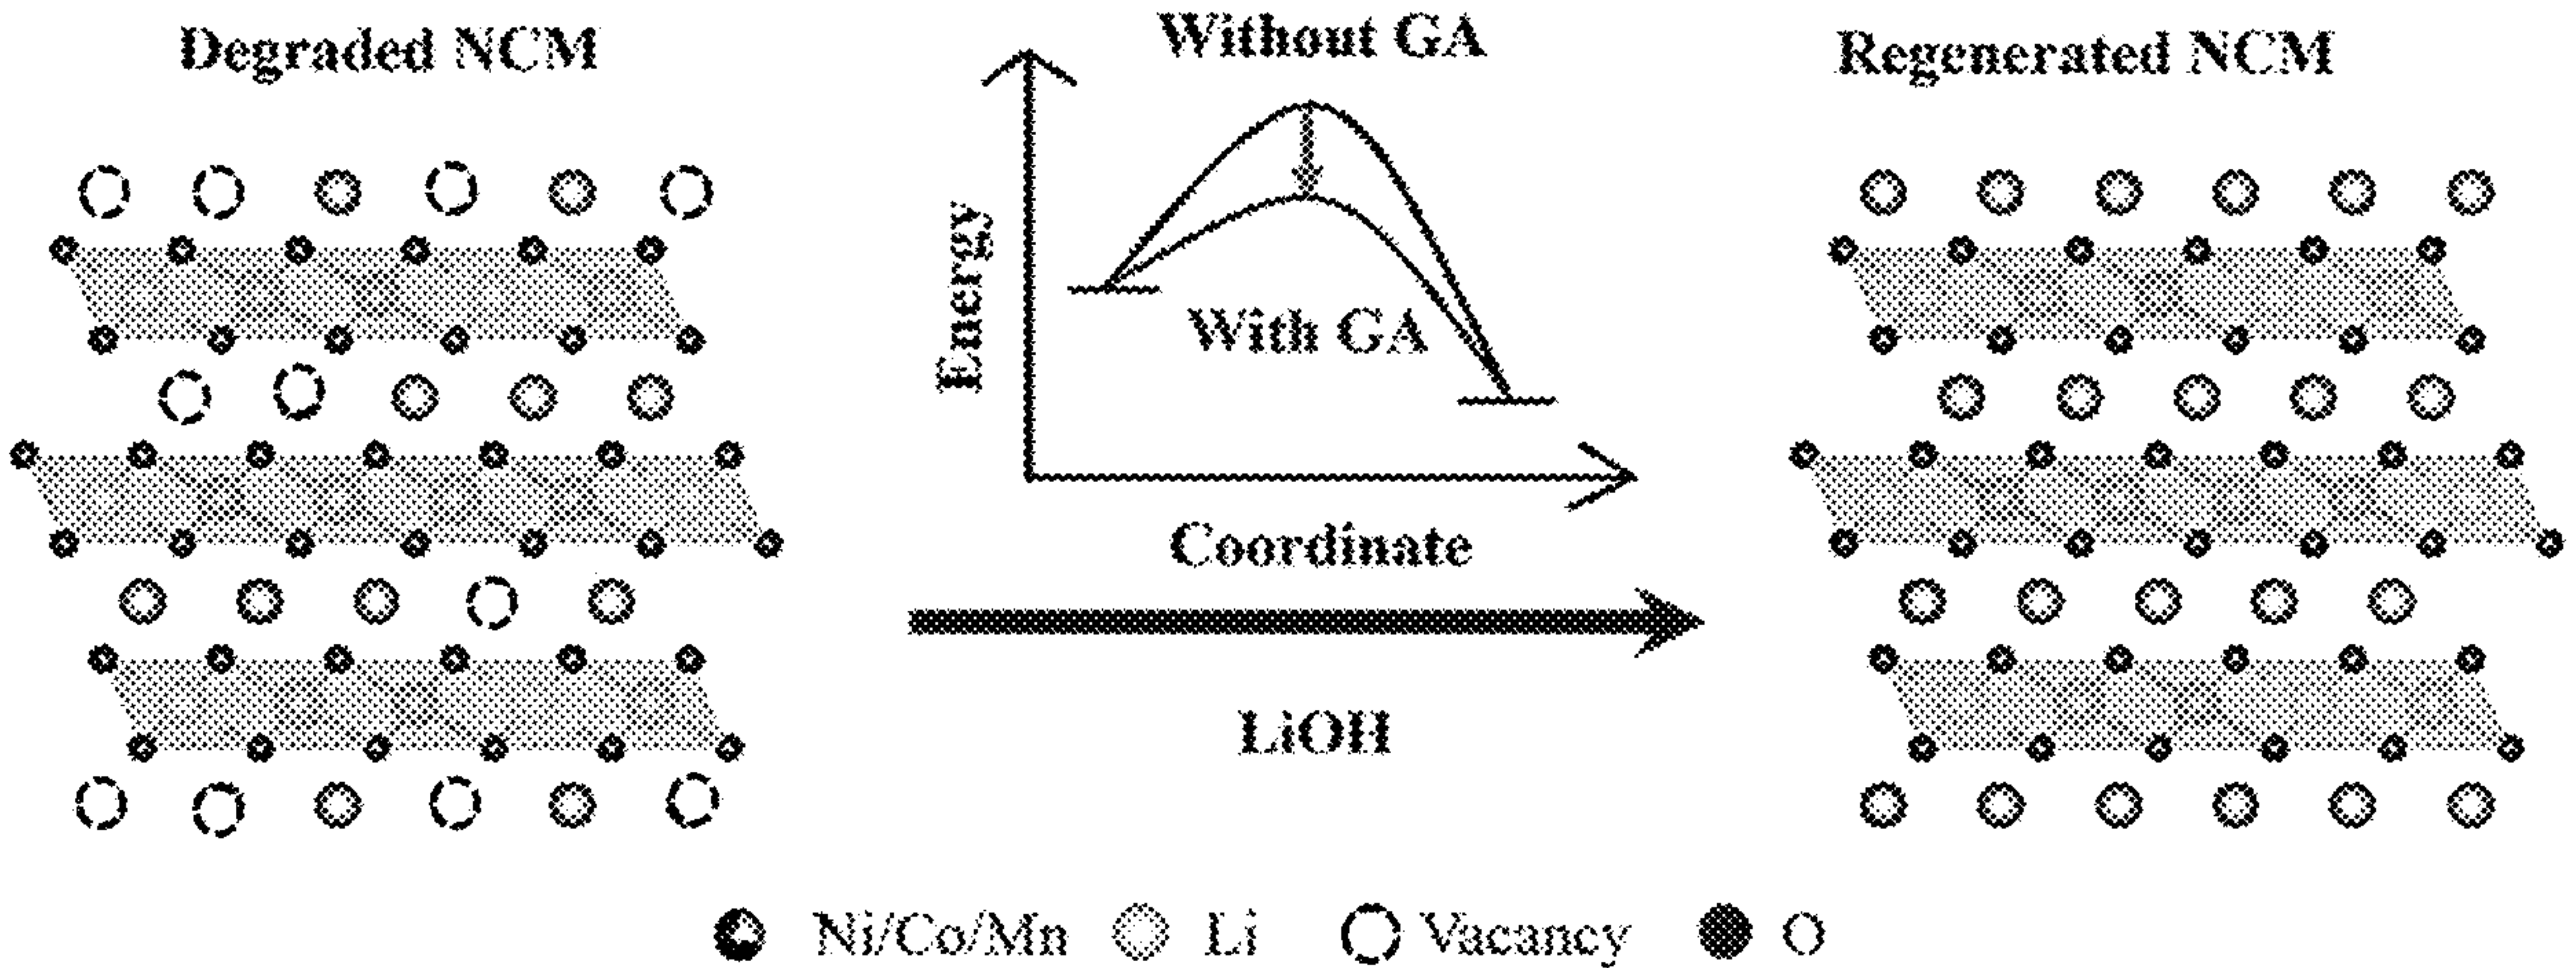 Degraded NCM
Without GA
Regenerated NCM
Energy
With GA
Coordinate
LiOH
Ni/Co/Mn Li Vacancy O